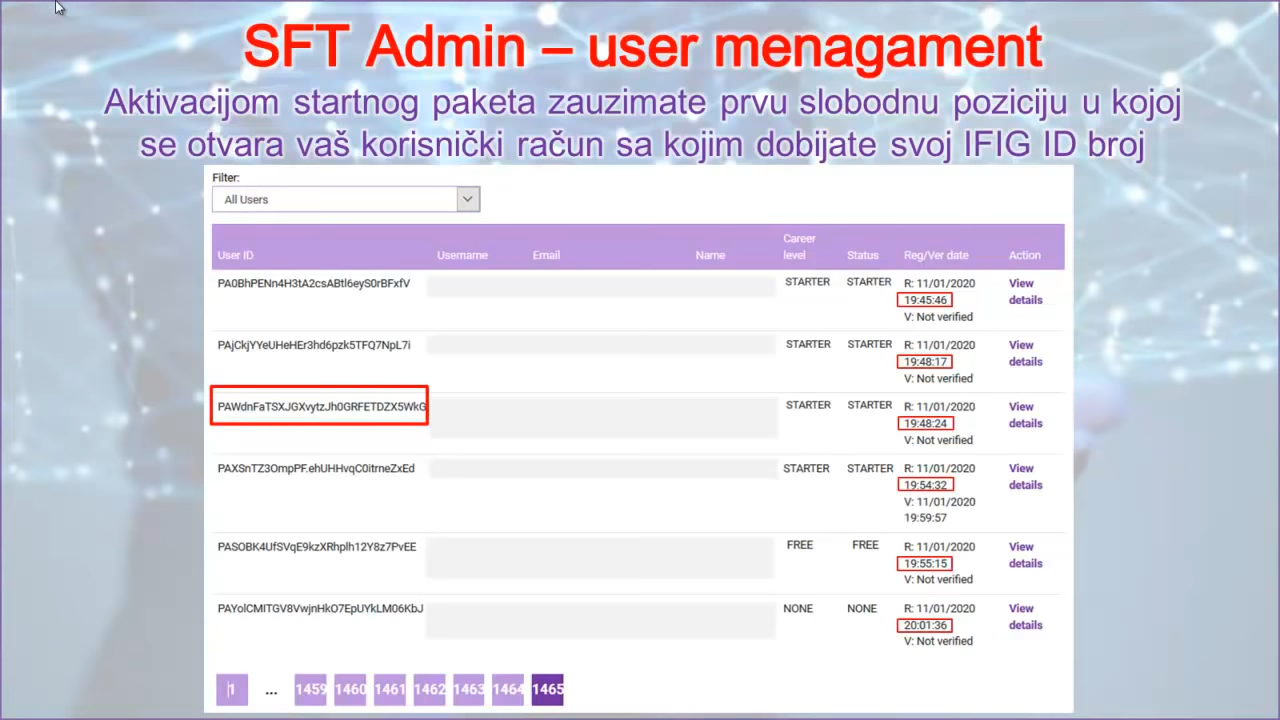 SFT Admin – user menagament
Aktivacijom startnog paketa zauzimate prvu slobodnu poziciju u kojoj
se otvara vaš korisnički račun sa kojim dobijate svoj IFIG ID broj
Filter:
All Users
User ID Username Email Name Career level Status Reg/Ver date Action
PA0BhPENn4H3tA2csABtl6eyS0rBFxfV STARTER STARTER R: 11/01/2020 View
19:45:46 details
V: Not verified
PAjCkjYYeUHeHEr3hd6pzk5TFQ7NpL7i STARTER STARTER R: 11/01/2020 View
19:48:17 details
V: Not verified
PAWdnFaTSXJGXvytzJh0GRFETDZX5WkG STARTER STARTER R: 11/01/2020 View
19:48:24 details
V: Not verified
PAXSnTZ3OmpPF.ehUHHvqC0itrneZxEd STARTER STARTER R: 11/01/2020 View
19:54:32 details
V: 11/01/2020
19:59:57
PASOBK4UfSVqE9kzXRhplh12Y8z7PvEE FREE FREE R: 11/01/2020 View
19:55:15 details
V: Not verified
PAYolCMITGV8VwjnHkO7EpUYkLM06KbJ NONE NONE R: 11/01/2020 View
20:01:36 details
V: Not verified
1 ... 1459 1460 1461 1462 1463 1464 1465